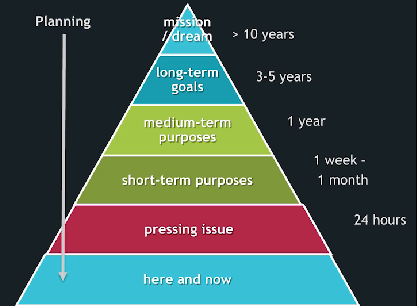 Planning
mission
// dream
> 10 years
long-term
goals
3-5 years
medium-term
purposes
1 year
short-term purposes
1 week -
1 month
pressing issue
24 hours
here and now